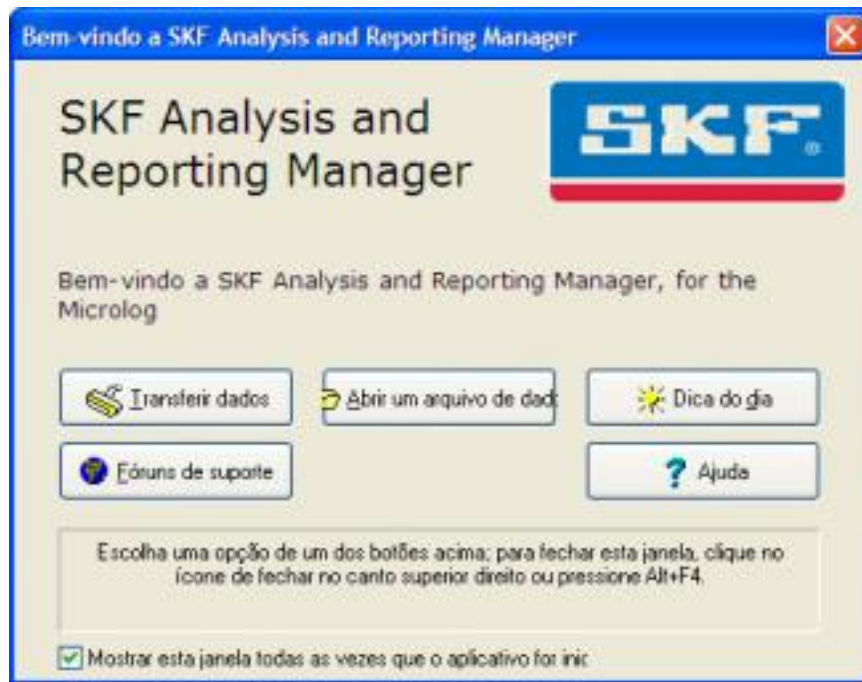 Bem-vindo a SKF Analysis and Reporting Manager
SKF Analysis and
Reporting Manager
SKF®
Bem-vindo a SKF Analysis and Reporting Manager, for the
Microlog
Transferir dados
Abrir um arquivo de dad
Dica do dia
Fóruns de suporte
? Ajuda
Escolha uma opção de um dos botões acima; para fechar esta janela, clique no
ícone de fechar no canto superior direito ou pressione Alt+F4.
Mostrar esta janela todas as vezes que o aplicativo for inic